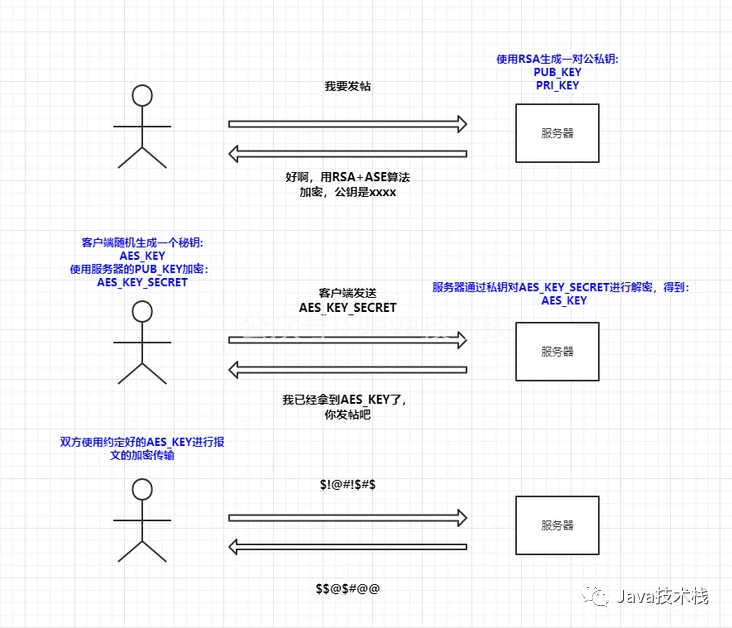 使用RSA生成一对公私钥:
PUB_KEY
PRI_KEY
我要发帖
服务器
好啊，用RSA+ASE算法
加密，公钥是xxxx
客户端随机生成一个秘钥:
AES_KEY
使用服务器的PUB_KEY加密:
AES_KEY_SECRET
客户端发送
AES_KEY_SECRET
服务器通过私钥对AES_KEY_SECRET进行解密，得到:
AES_KEY
服务器
我已经拿到AES_KEY了，
你发帖吧
双方使用约定好的AES_KEY进行报
文的加密传输
$!@#!$#$
服务器
$$@$#@@
Java技术栈